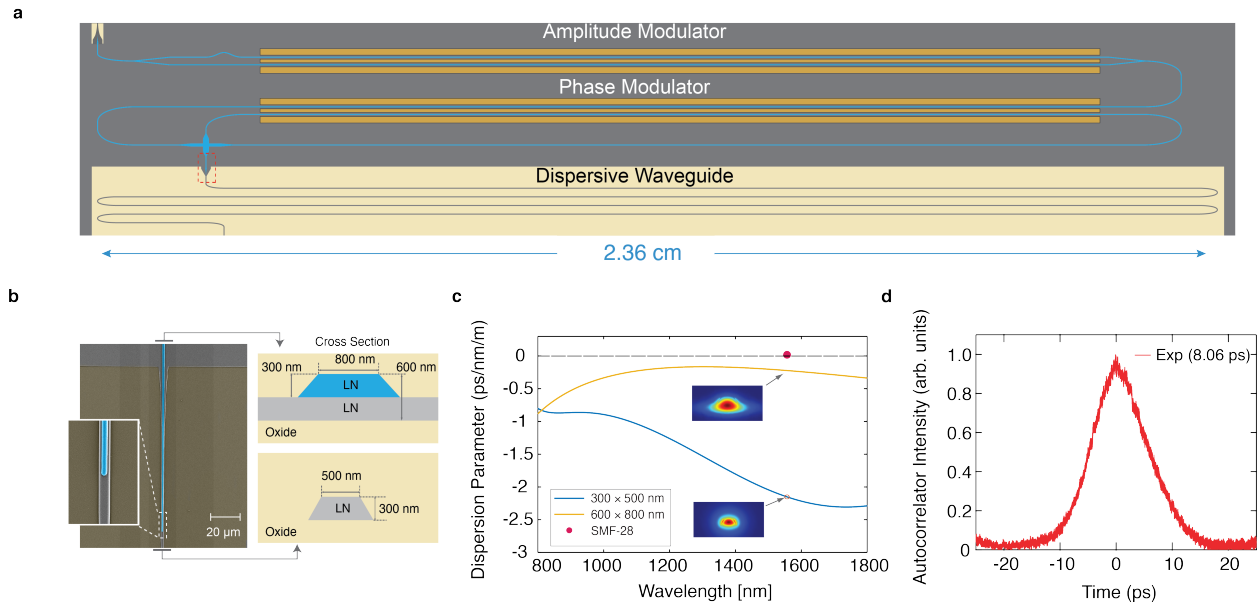 a
Amplitude Modulator
Phase Modulator
Dispersive Waveguide
2.36 cm
b
Cross Section
300 nm
800 nm
600 nm
LN
LN
Oxide
500 nm
LN
300 nm
Oxide
20 µm
c
Dispersion Parameter (ps/nm/m)
0
-0.5
-1
-1.5
-2
-2.5
-3
300 × 500 nm
600 × 800 nm
SMF-28
800 1000 1200 1400 1600 1800
Wavelength [nm]
d
Autocorrelator Intensity (arb. units)
1.0
0.8
0.6
0.4
0.2
0
Exp (8.06 ps)
-20 -10 0 10 20
Time (ps)